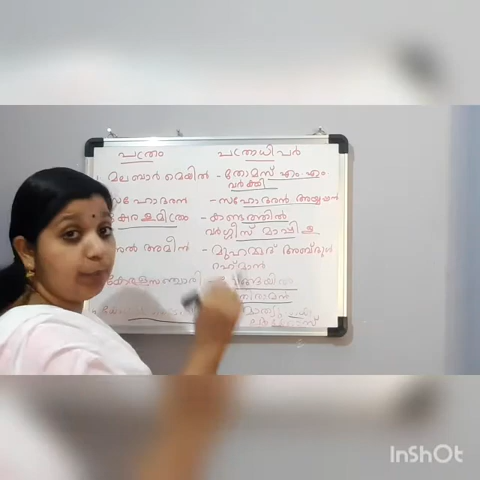 പത്രം പത്രാധിപർ
മലബാർ മെയിൽ - തോമസ് എം. എം
വർക്കി
സഹോദരൻ - സഹോദരൻ അയ്യപ്പൻ
കേരളമിത്രം - കണ്ടത്തിൽ
വർഗ്ഗീസ് മാപ്പിള
അൽ അമീൻ - മുഹമ്മദ് അബ്ദുൾ
റഹ്മാൻ
InShOt